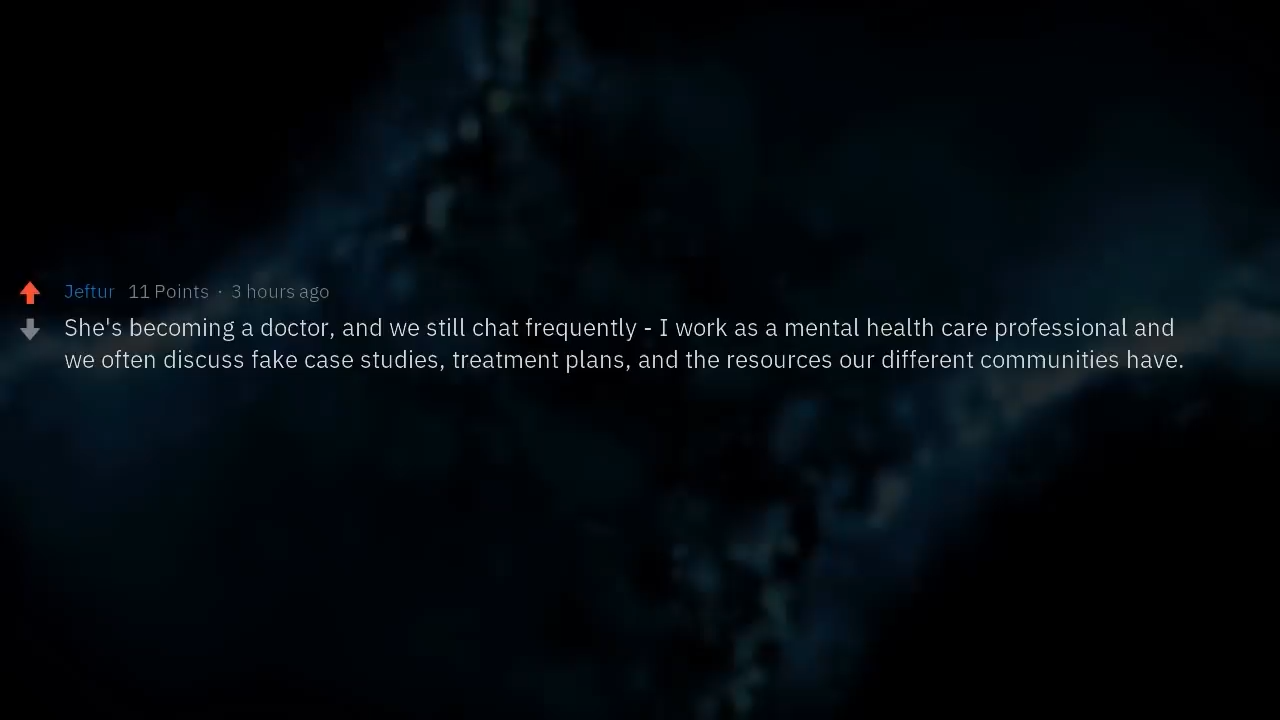 Jeftur 11 Points · 3 hours ago
She's becoming a doctor, and we still chat frequently - I work as a mental health care professional and
we often discuss fake case studies, treatment plans, and the resources our different communities have.